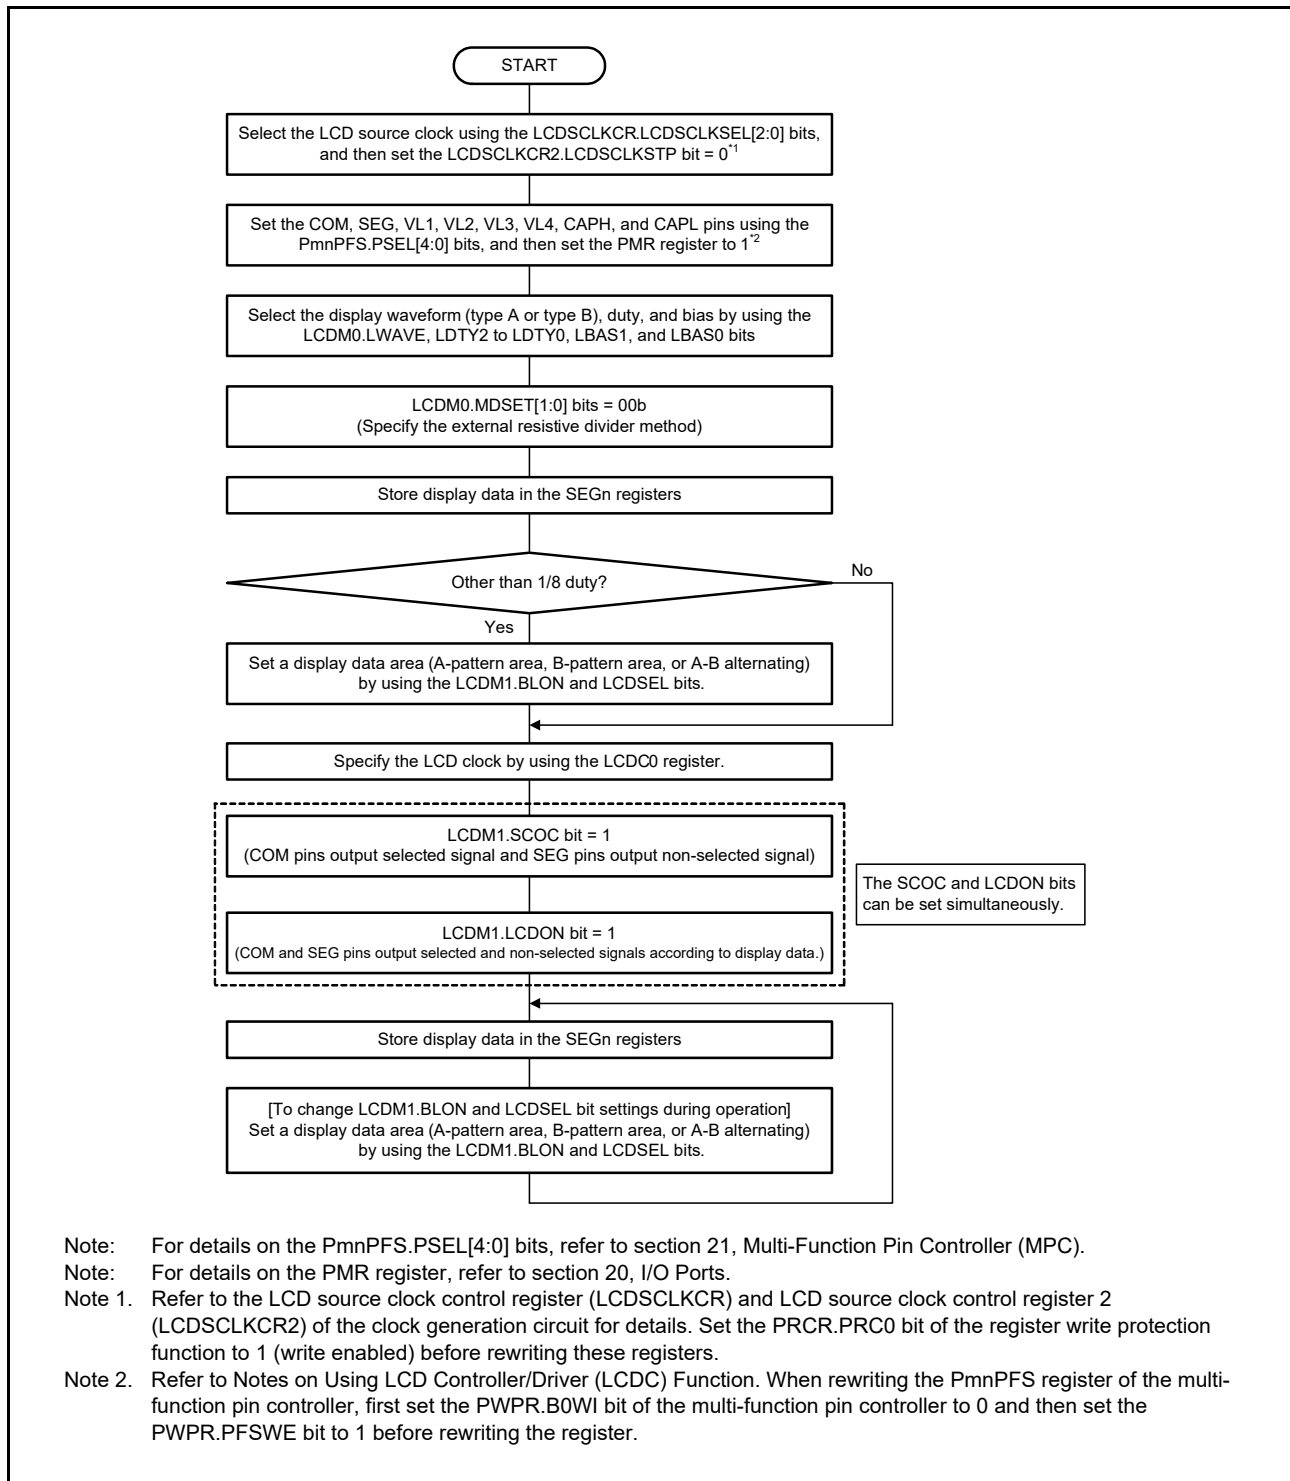 START
Select the LCD source clock using the LCDSCLKCR.LCDSCLKSEL[2:0] bits,
and then set the LCDSCLKCR2.LCDSCLKSTP bit = 0*1
Set the COM, SEG, VL1, VL2, VL3, VL4, CAPH, and CAPL pins using the
PmnPFS.PSEL[4:0] bits, and then set the PMR register to 1*2
Select the display waveform (type A or type B), duty, and bias by using the
LCDM0.LWAVE, LDTY2 to LDTY0, LBAS1, and LBAS0 bits
LCDM0.MDSET[1:0] bits = 00b
(Specify the external resistive divider method)
Store display data in the SEGn registers
Other than 1/8 duty?
No
Yes
Set a display data area (A-pattern area, B-pattern area, or A-B alternating)
by using the LCDM1.BLON and LCDSEL bits.
Specify the LCD clock by using the LCDC0 register.
LCDM1.SCOC bit = 1
(COM pins output selected signal and SEG pins output non-selected signal)
The SCOC and LCDON bits
can be set simultaneously.
LCDM1.LCDON bit = 1
(COM and SEG pins output selected and non-selected signals according to display data.)
Store display data in the SEGn registers
[To change LCDM1.BLON and LCDSEL bit settings during operation]
Set a display data area (A-pattern area, B-pattern area, or A-B alternating)
by using the LCDM1.BLON and LCDSEL bits.
Note: For details on the PmnPFS.PSEL[4:0] bits, refer to section 21, Multi-Function Pin Controller (MPC).
Note: For details on the PMR register, refer to section 20, I/O Ports.
Note 1. Refer to the LCD source clock control register (LCDSCLKCR) and LCD source clock control register 2
(LCDSCLKCR2) of the clock generation circuit for details. Set the PRCR.PRC0 bit of the register write protection
function to 1 (write enabled) before rewriting these registers.
Note 2. Refer to Notes on Using LCD Controller/Driver (LCDC) Function. When rewriting the PmnPFS register of the multi-
function pin controller, first set the PWPR.B0WI bit of the multi-function pin controller to 0 and then set the
PWPR.PFSWE bit to 1 before rewriting the register.